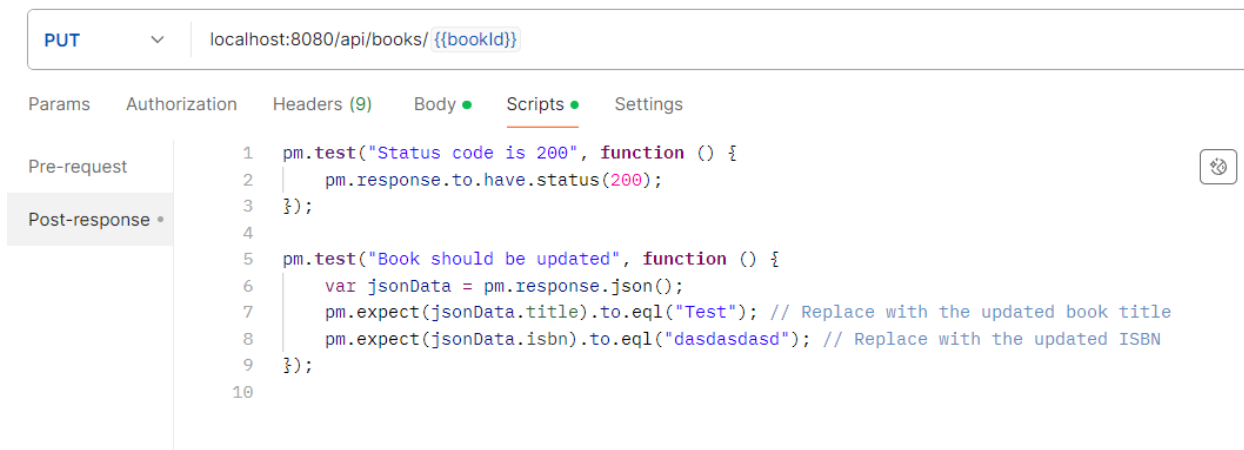 PUT localhost:8080/api/books/ {{bookId}}
Params Authorization Headers (9) Body Scripts Settings
Pre-request
Post-response
1 pm.test("Status code is 200", function () {
2     pm.response.to.have.status(200);
3 });
4
5 pm.test("Book should be updated", function () {
6     var jsonData = pm.response.json();
7     pm.expect(jsonData.title).to.eql("Test"); // Replace with the updated book title
8     pm.expect(jsonData.isbn).to.eql("dasdasdasd"); // Replace with the updated ISBN
9 });
10